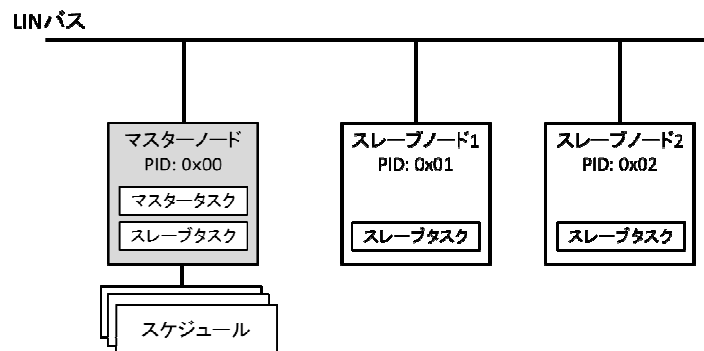 LINバス
マスターノード
PID: 0x00
マスタータスク
スレーブタスク
スレーブノード1
PID: 0x01
スレーブタスク
スレーブノード2
PID: 0x02
スレーブタスク
スケジュール